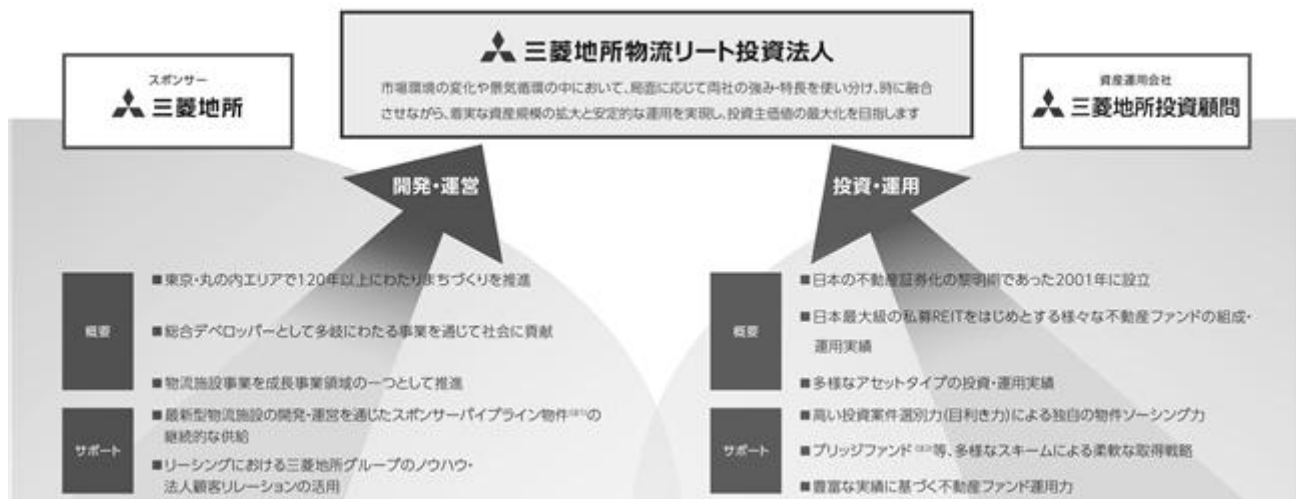 三菱地所物流リート投資法人
市場環境の変化や景気循環の中において、局面に応じて両社の強み・特長を使い分け、時に融合
させながら、着実な資産規模の拡大と安定的な運用を実現し、投資主価値の最大化を目指します
スポンサー
三菱地所
資産運用会社
三菱地所投資顧問
開発・運営
投資・運用
概要
■東京・丸の内エリアで120年以上にわたりまちづくりを推進
■総合デベロッパーとして多岐にわたる事業を通じて社会に貢献
■物流施設事業を成長事業領域の一つとして推進
サポート
■最新型物流施設の開発・運営を通じたスポンサーパイプライン物件の
継続的な供給
■リーシングにおける三菱地所グループのノウハウ・
法人顧客リレーションの活用
概要
■日本の不動産証券化の黎明期であった2001年に設立
■日本最大級の私募REITをはじめとする様々な不動産ファンドの組成・
運用実績
■多様なアセットタイプの投資・運用実績
サポート
■高い投資案件選別力(目利き力)による独自の物件ソーシング力
■ブリッジファンド等、多様なスキームによる柔軟な取得戦略
■豊富な実績に基づく不動産ファンド運用力